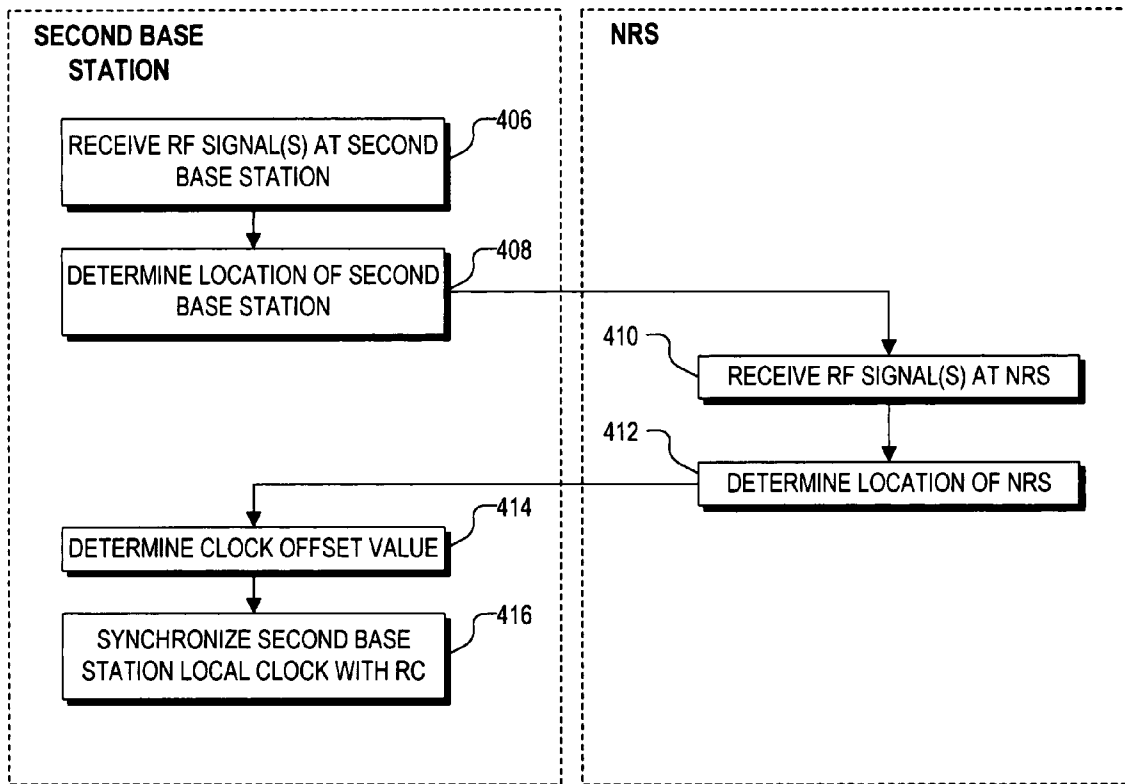 SECOND BASE
STATION
406
RECEIVE RF SIGNAL(S) AT SECOND
BASE STATION
408
DETERMINE LOCATION OF SECOND
BASE STATION
NRS
410
RECEIVE RF SIGNAL(S) AT NRS
412
DETERMINE LOCATION OF NRS
414
DETERMINE CLOCK OFFSET VALUE
416
SYNCHRONIZE SECOND BASE
STATION LOCAL CLOCK WITH RC